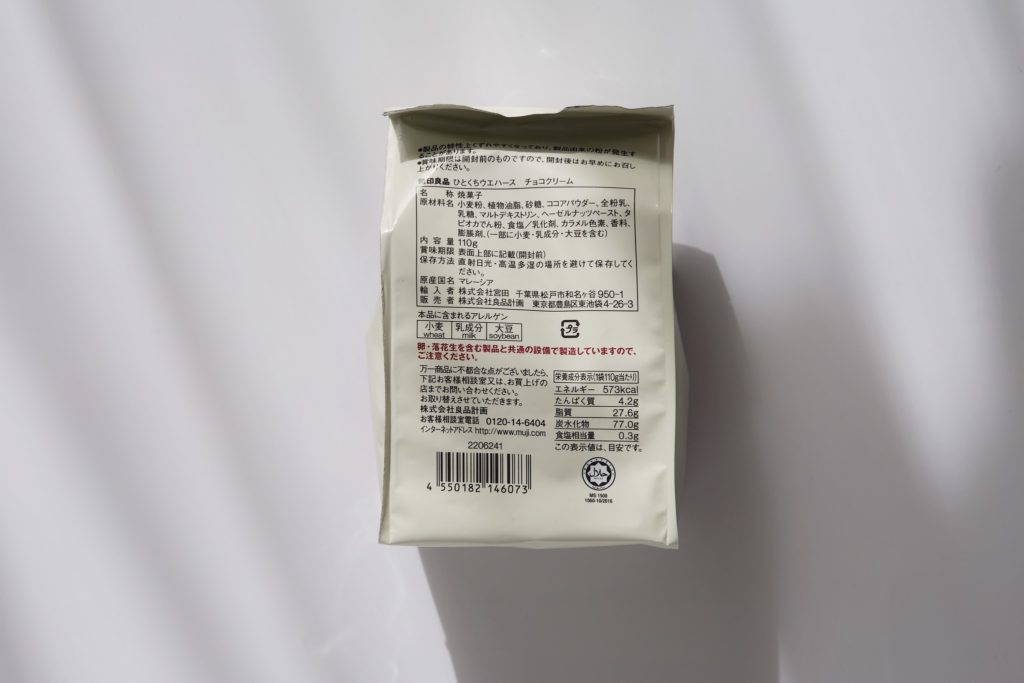 ●製品の特性上くずれやすくなっており、製品由来の粉が発生す
ることがあります。
●賞味期限は開封前のものですので、開封後はお早めにお召し
上がりください。
無印良品 ひとくちウエハース チョコクリーム
名称 焼菓子
原材料名 小麦粉、植物油脂、砂糖、ココアパウダー、全粉乳、
乳糖、マルトデキストリン、ヘーゼルナッツペースト、タ
ピオカでん粉、食塩／乳化剤、カラメル色素、香料、
膨脹剤、(一部に小麦・乳成分・大豆を含む)
内容量 110g
賞味期限 表面上部に記載(開封前)
保存方法 直射日光・高温多湿の場所を避けて保存してく
ださい。
原産国名 マレーシア
輸入者 株式会社宮田 千葉県松戸市和名ヶ谷950-1
販売者 株式会社良品計画 東京都豊島区東池袋4-26-3
本品に含まれるアレルゲン
小麦 乳成分 大豆
wheat milk soybean
プラ
卵・落花生を含む製品と共通の設備で製造していますので、
ご注意ください。
万一商品に不都合な点がございましたら、
下記お客様相談室又は、お買上げの
店までお問い合わせください。
お取り替えさせていただきます。
株式会社良品計画
お客様相談室電話 0120-14-6404
インターネットアドレス http://www.muji.com
2206241
4 550182 146073
栄養成分表示(1袋110g当たり)
エネルギー 573kcal
たんぱく質 4.2g
脂質 27.6g
炭水化物 77.0g
食塩相当量 0.3g
この表示値は、目安です。
حلال
MS 1500
1060-10/2016